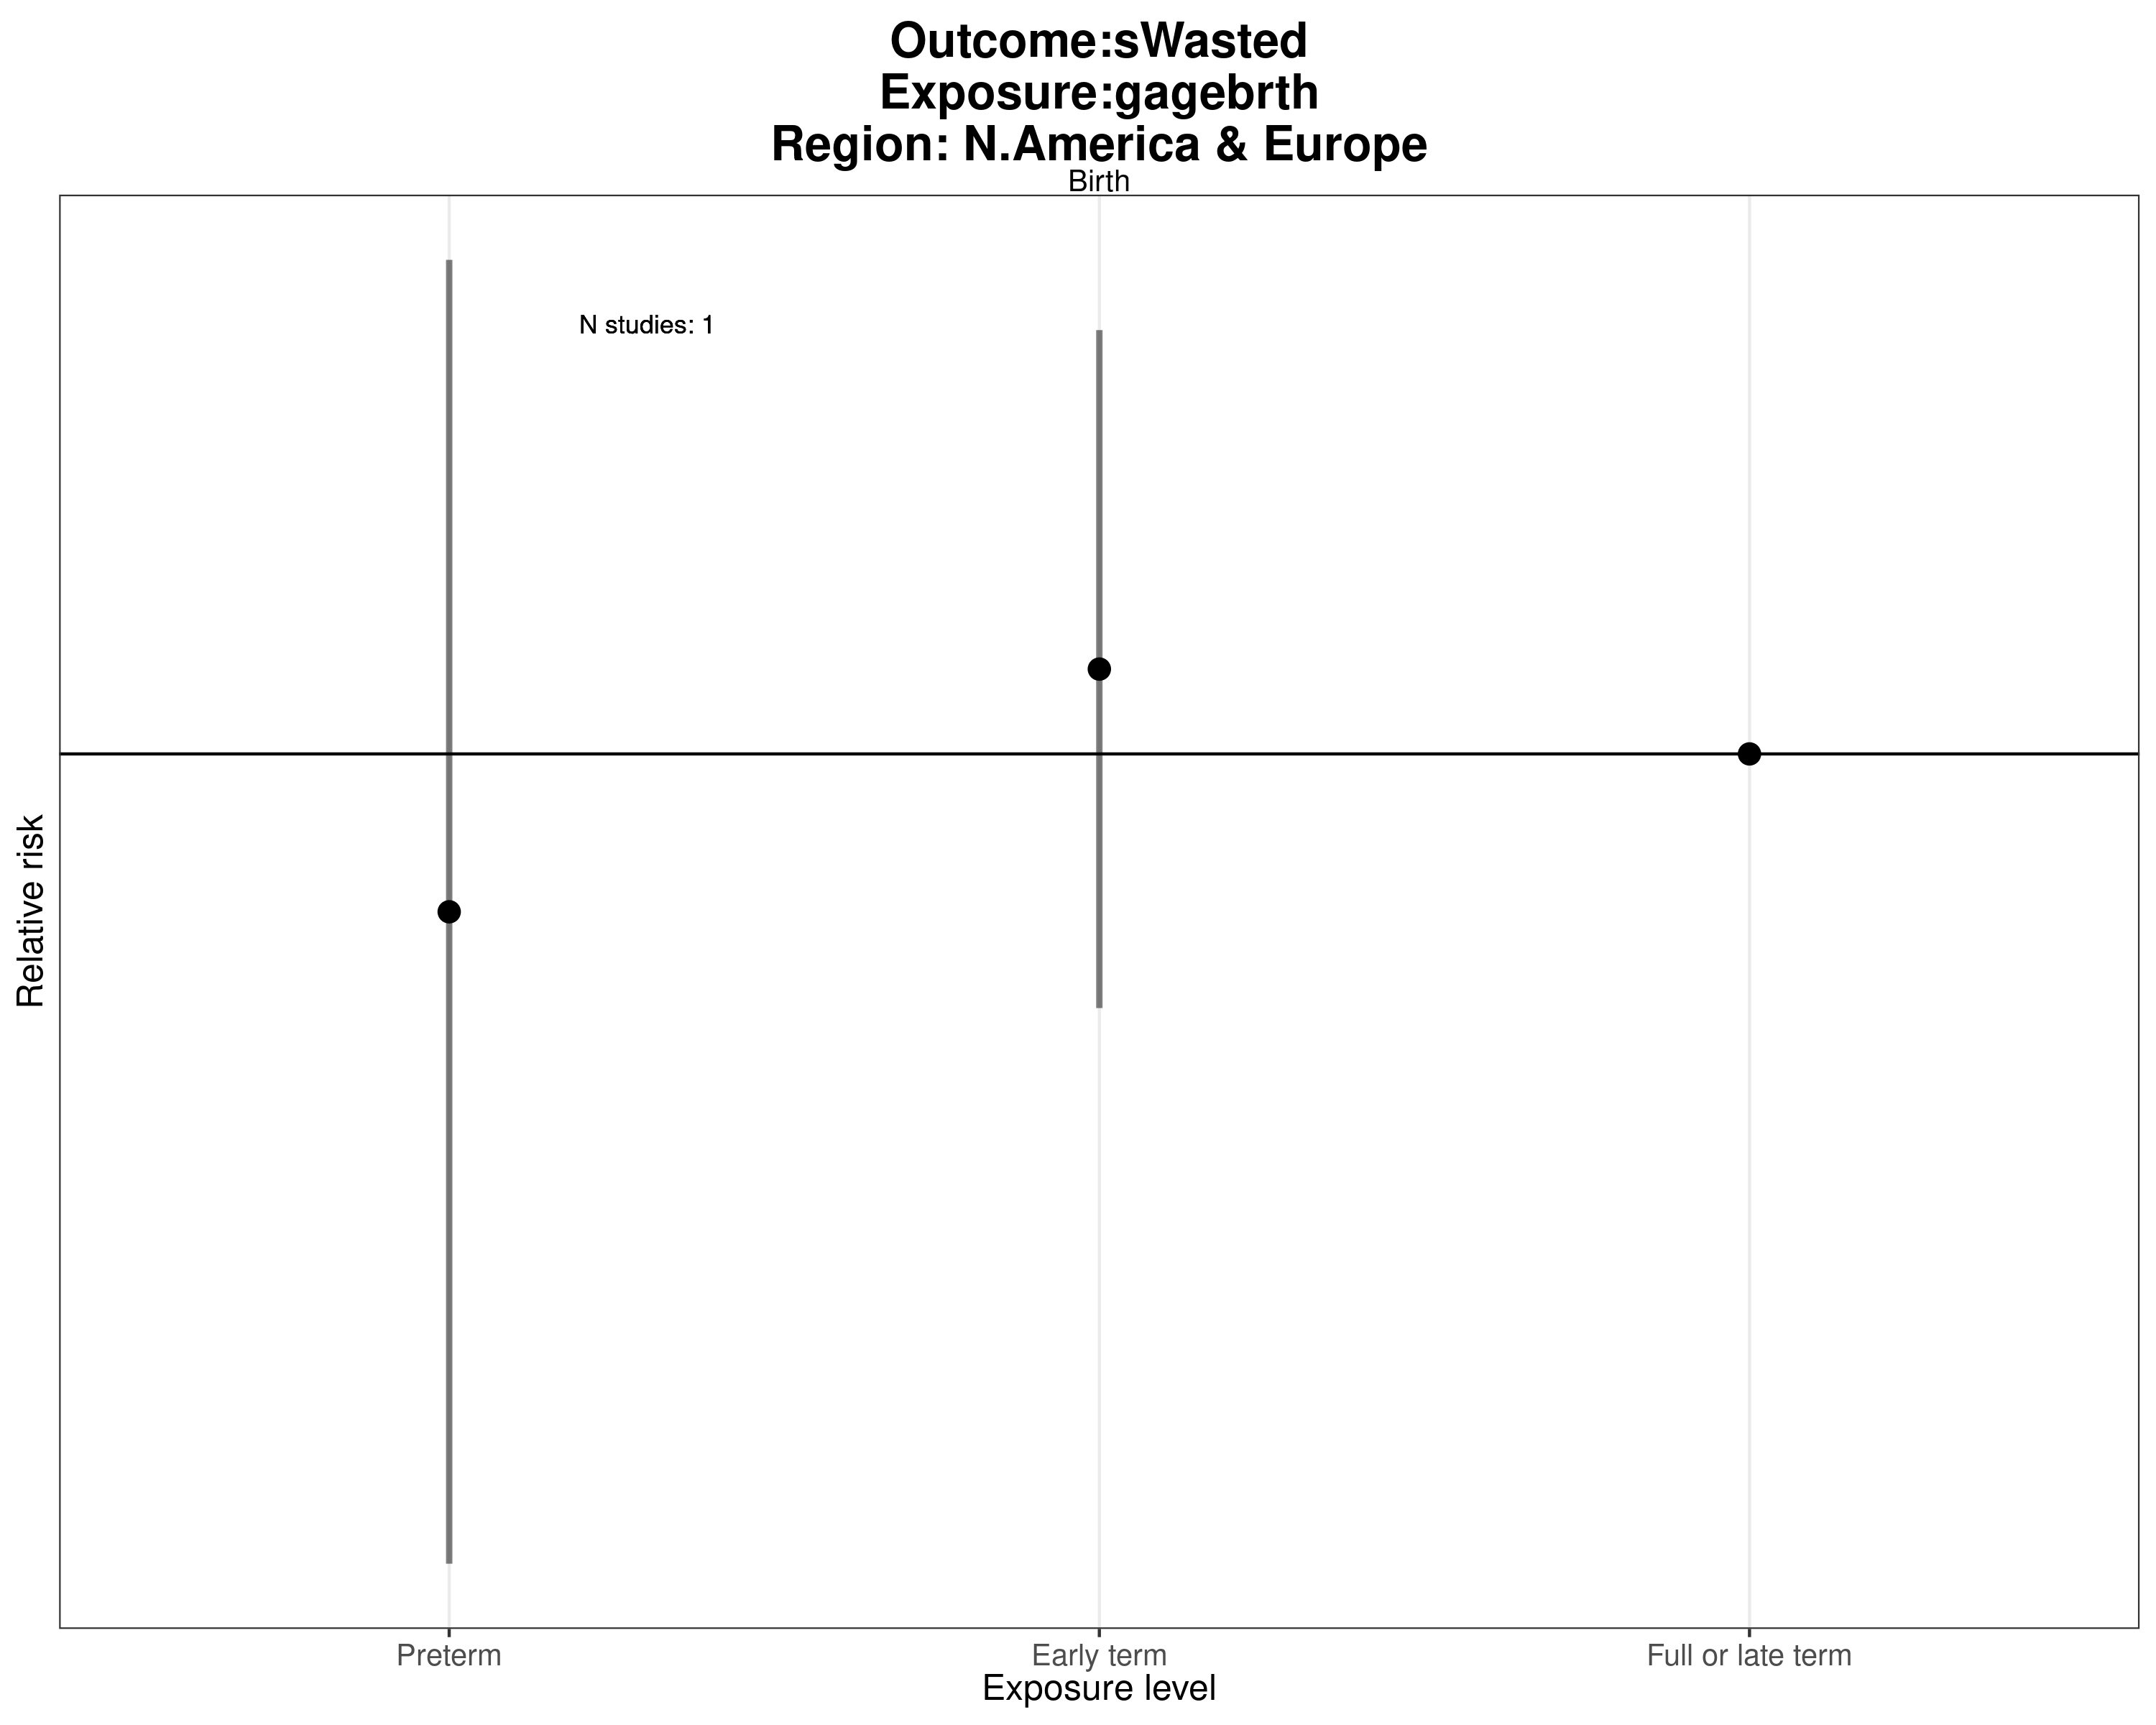 Outcome:sWasted
Exposure:gagebrth
Region: N.America & Europe
Birth
N studies: 1
Relative risk
Preterm
Early term
Full or late term
Exposure level